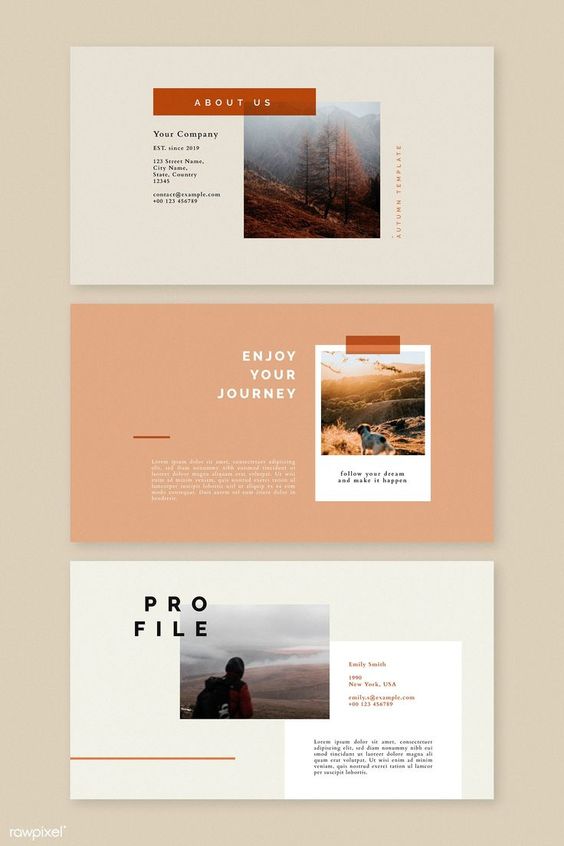 ABOUT US
Your Company
EST. since 2019
123 Street Name,
City Name,
State, Country
12345
contact@example.com
+00 123 456789
AUTUMN TEMPLATE
ENJOY
YOUR
JOURNEY
Lorem ipsum dolor sit amet, consectetuer
adipiscing elit, sed diam nonummy nibh
euismod tincidunt ut laoreet
dolore magna aliquam erat volutpat. Ut
wisi enim ad minim veniam, quis nostrud
exerci tation
ullamcorper suscipit lobortis nisl ut aliquip ex ea com
modo consequat. Duis autem vel eum iriure dolor in
hendrerit.
follow your dream
and make it happen
PRO
FILE
Emily Smith
1990
New York, USA
emily.s@example.com
+00 123 456789
Lorem ipsum dolor sit amet, consectetuer
adipiscing elit, sed diam nonummy nibh
euismod tincidunt ut laoreet
dolore magna aliquam erat volutpat.
Ut wisi enim ad minim veniam, quis
nostrud exerci tation ullamcorper
suscipit lobortis nisl.
rawpixel